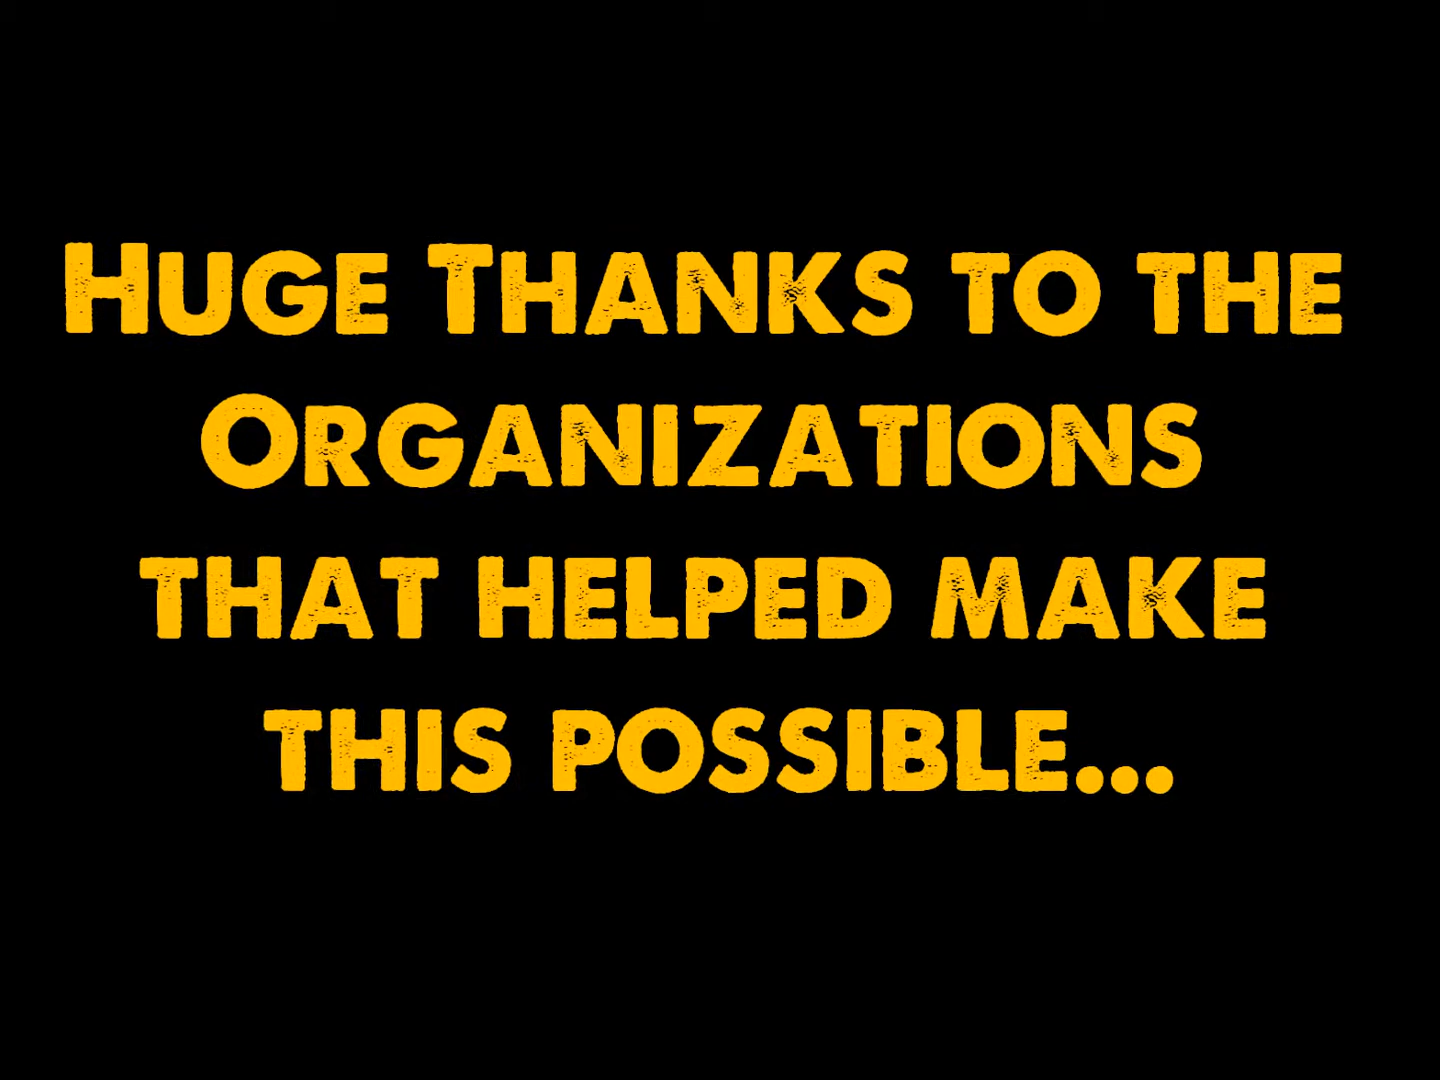 Huge Thanks to the
Organizations
that helped make
this possible...